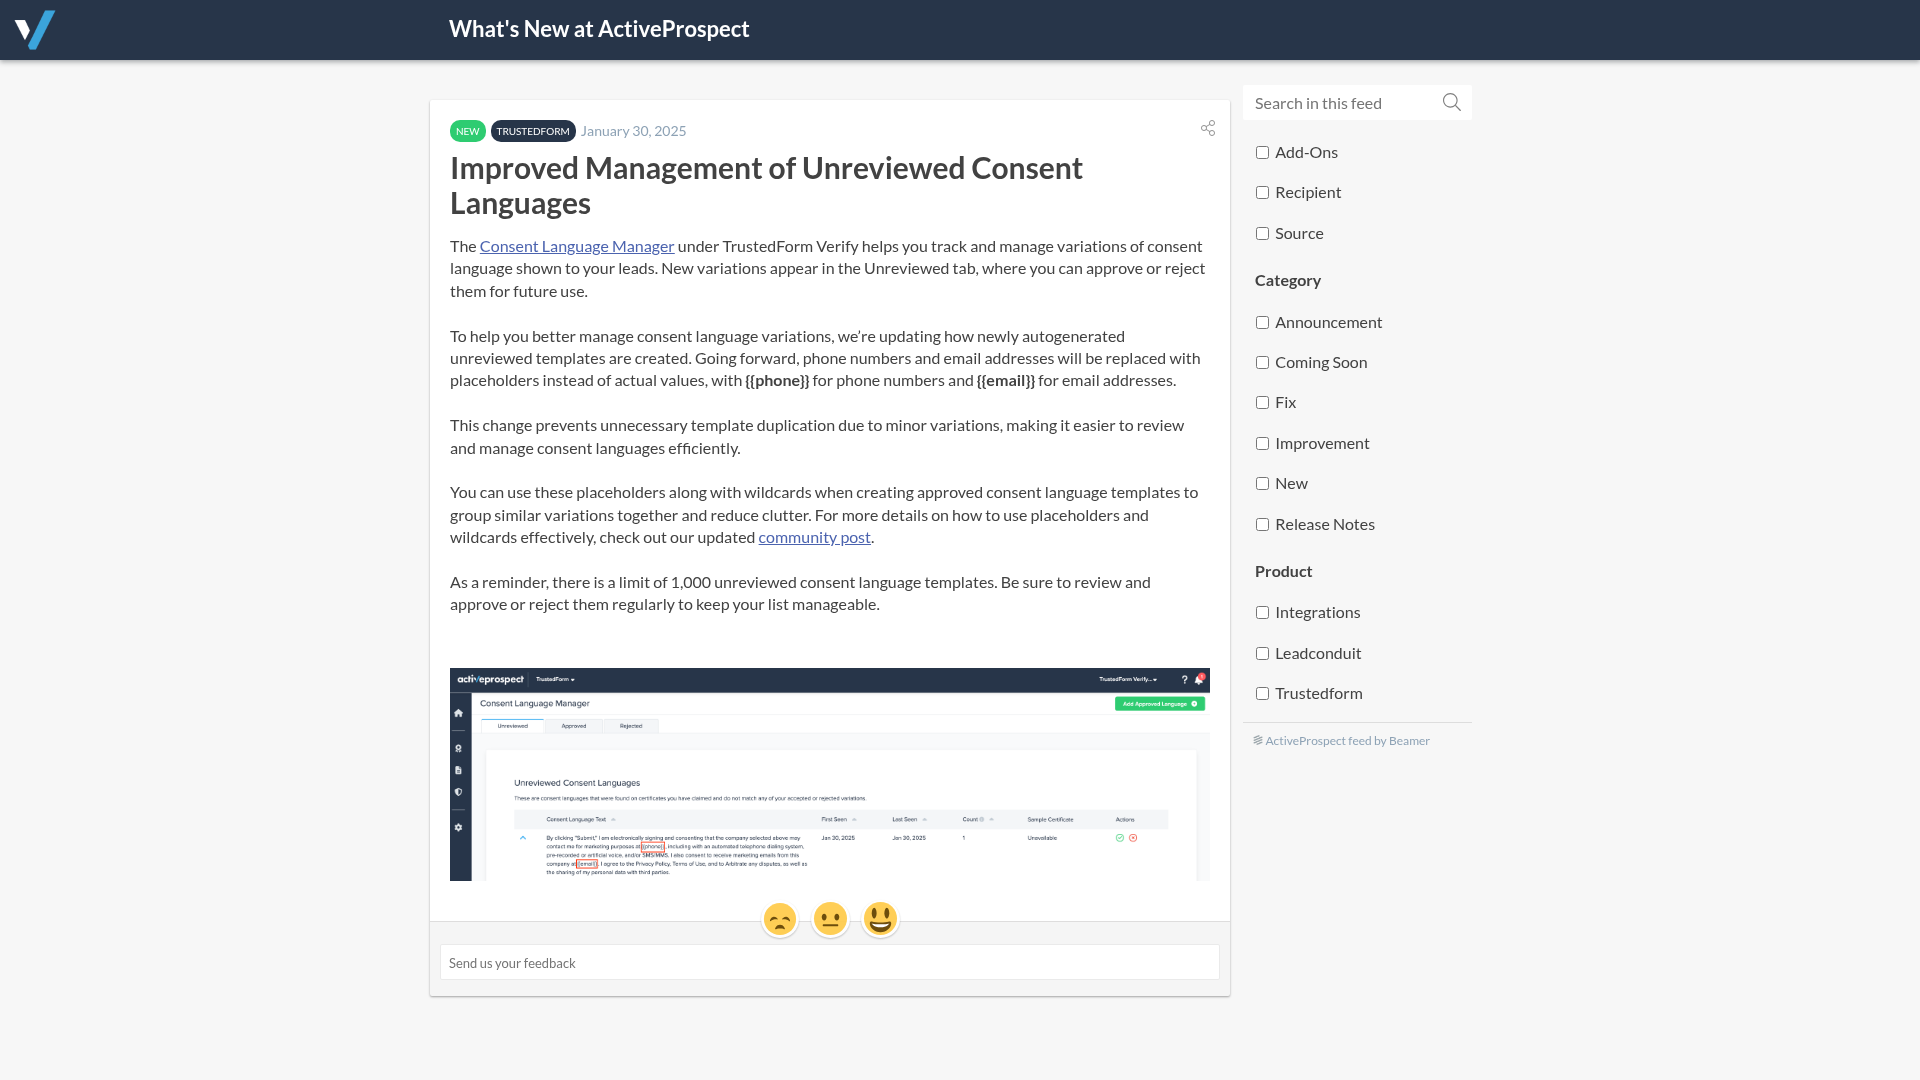 What's New at ActiveProspect
NEW TRUSTEDFORM January 30, 2025
Improved Management of Unreviewed Consent
Languages
The Consent Language Manager under TrustedForm Verify helps you track and manage variations of consent
language shown to your leads. New variations appear in the Unreviewed tab, where you can approve or reject
them for future use.
To help you better manage consent language variations, we’re updating how newly autogenerated
unreviewed templates are created. Going forward, phone numbers and email addresses will be replaced with
placeholders instead of actual values, with {{phone}} for phone numbers and {{email}} for email addresses.
This change prevents unnecessary template duplication due to minor variations, making it easier to review
and manage consent languages efficiently.
You can use these placeholders along with wildcards when creating approved consent language templates to
group similar variations together and reduce clutter. For more details on how to use placeholders and
wildcards effectively, check out our updated community post.
As a reminder, there is a limit of 1,000 unreviewed consent language templates. Be sure to review and
approve or reject them regularly to keep your list manageable.
activeprospect TrustedForm TrustedForm Verify...
Consent Language Manager
Add Approved Language
Unreviewed Approved Rejected
Unreviewed Consent Languages
These are consent languages that were found on certificates you have claimed and do not match any of your accepted or rejected variations.
Consent Language Text First Seen Last Seen Count Sample Certificate Actions
By clicking "Submit," I am electronically signing and consenting that the company selected above may Jan 30, 2025 Jan 30, 2025 1 Unavailable
contact me for marketing purposes at {{phone}}, including with an automated telephone dialing system,
pre-recorded or artificial voice, and/or SMS/MMS. I also consent to receive marketing emails from this
company at {{email}}. I agree to the Privacy Policy, Terms of Use, and to Arbitrate any disputes, as well as
the sharing of my personal data with third parties.
Send us your feedback
Search in this feed
Add-Ons
Recipient
Source
Category
Announcement
Coming Soon
Fix
Improvement
New
Release Notes
Product
Integrations
Leadconduit
Trustedform
ActiveProspect feed by Beamer